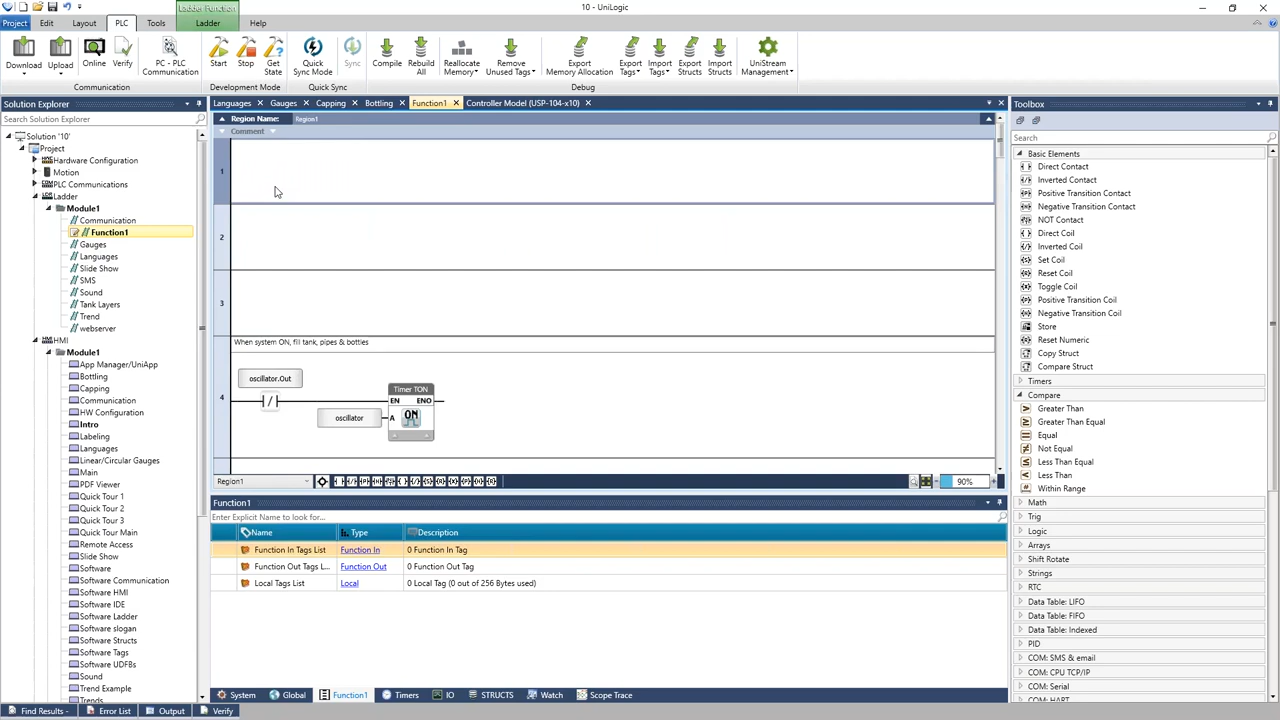 Ladder Function
10 - UniLogic
Project Edit Layout PLC Tools Ladder Help
Download Upload Online Verify PC - PLC Communication Start Stop Get State Quick Sync Mode Sync Compile Rebuild All Reallocate Memory Remove Unused Tags Export Memory Allocation Export Tags Import Tags Export Structs Import Structs UniStream Management
Communication Development Mode Quick Sync Debug
Solution Explorer
Search Solution Explorer
Solution '10'
Project
Hardware Configuration
Motion
PLC Communications
Ladder
Module1
Communication
Function1
Gauges
Languages
Slide Show
SMS
Sound
Tank Layers
Trend
webserver
HMI
Module1
App Manager/UniApp
Bottling
Capping
Communication
HW Configuration
Intro
Labeling
Languages
Linear/Circular Gauges
Main
PDF Viewer
Quick Tour 1
Quick Tour 2
Quick Tour 3
Quick Tour Main
Remote Access
Slide Show
Software
Software Communication
Software HMI
Software IDE
Software Ladder
Software slogan
Software Structs
Software Tags
Software UDFBs
Sound
Trend Example
Trends
Languages Gauges Capping Bottling Function1 Controller Model (USP-104-x10)
Region Name: Region1
Comment
1
2
3
When system ON, fill tank, pipes & bottles
oscillator.Out
Timer TON
4
EN ENO
oscillator A ON
Region1 90%
Function1
Enter Explicit Name to look for...
Name Type Description
Function In Tags List Function In 0 Function In Tag
Function Out Tags L... Function Out 0 Function Out Tag
Local Tags List Local 0 Local Tag (0 out of 256 Bytes used)
System Global Function1 Timers IO STRUCTS Watch Scope Trace
Toolbox
Search
Basic Elements
Direct Contact
Inverted Contact
Positive Transition Contact
Negative Transition Contact
NOT Contact
Direct Coil
Inverted Coil
Set Coil
Reset Coil
Toggle Coil
Positive Transition Coil
Negative Transition Coil
Store
Reset Numeric
Copy Struct
Compare Struct
Timers
Compare
Greater Than
Greater Than Equal
Equal
Not Equal
Less Than Equal
Less Than
Within Range
Math
Trig
Logic
Arrays
Shift Rotate
Strings
RTC
Data Table: LIFO
Data Table: FIFO
Data Table: Indexed
PID
COM: SMS & email
COM: CPU TCP/IP
COM: Serial
COM: HART
Find Results - Error List Output Verify